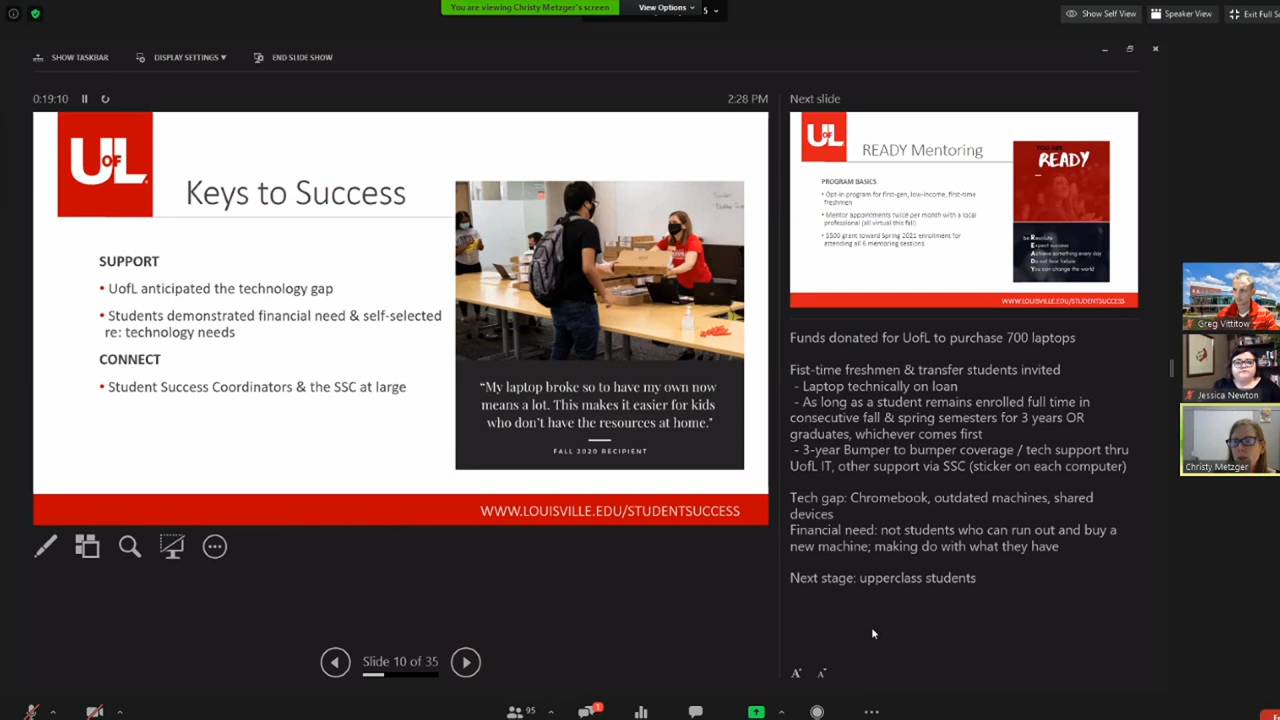 You are viewing Christy Metzger's screen
View Options
5
Show Self View
Speaker View
Exit Full S
SHOW TASKBAR
DISPLAY SETTINGS
END SLIDE SHOW
0:19:10
2:28 PM
UOFL
Keys to Success
SUPPORT
• UofL anticipated the technology gap
• Students demonstrated financial need & self-selected
re: technology needs
CONNECT
• Student Success Coordinators & the SSC at large
“My laptop broke so to have my own now
means a lot. This makes it easier for kids
who don’t have the resources at home."
FALL 2020 RECIPIENT
WWW.LOUISVILLE.EDU/STUDENTSUCCESS
Slide 10 of 35
Next slide
UOFL
READY Mentoring
PROGRAM BASICS
• Opt-in program for first-gen, low-income, first-time
freshmen
• Mentor appointments twice per month with a local
professional (all virtual this fall)
• $500 grant toward Spring 2021 enrollment for
attending all 6 mentoring sessions
YOU ARE
READY
be Resolute
Expect success
Achieve something every day
Do not fear failure
You can change the world
WWW.LOUISVILLE.EDU/STUDENTSUCCESS
Funds donated for UofL to purchase 700 laptops
Fist-time freshmen & transfer students invited
- Laptop technically on loan
- As long as a student remains enrolled full time in
consecutive fall & spring semesters for 3 years OR
graduates, whichever comes first
- 3-year Bumper to bumper coverage / tech support thru
UofL IT, other support via SSC (sticker on each computer)
Tech gap: Chromebook, outdated machines, shared
devices
Financial need: not students who can run out and buy a
new machine; making do with what they have
Next stage: upperclass students
A A
Greg Vittitow
Jessica Newton
Christy Metzger
95
1